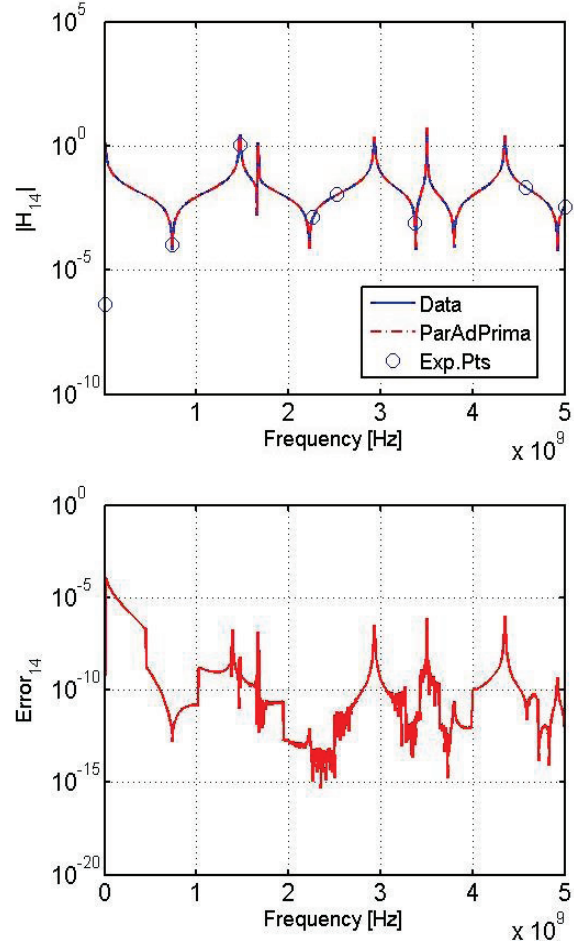 10^5
10^0
10^-5
10^-10
|H_14|
Data
ParAdPrima
Exp.Pts
1 2 3 4 5
Frequency [Hz]
x 10^9
10^0
10^-5
10^-10
10^-15
10^-20
Error_14
0 1 2 3 4 5
Frequency [Hz]
x 10^9